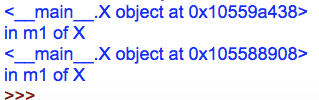 <__main__.X object at 0x10559a438>
in m1 of X
<__main__.X object at 0x105588908>
in m1 of X
>>>